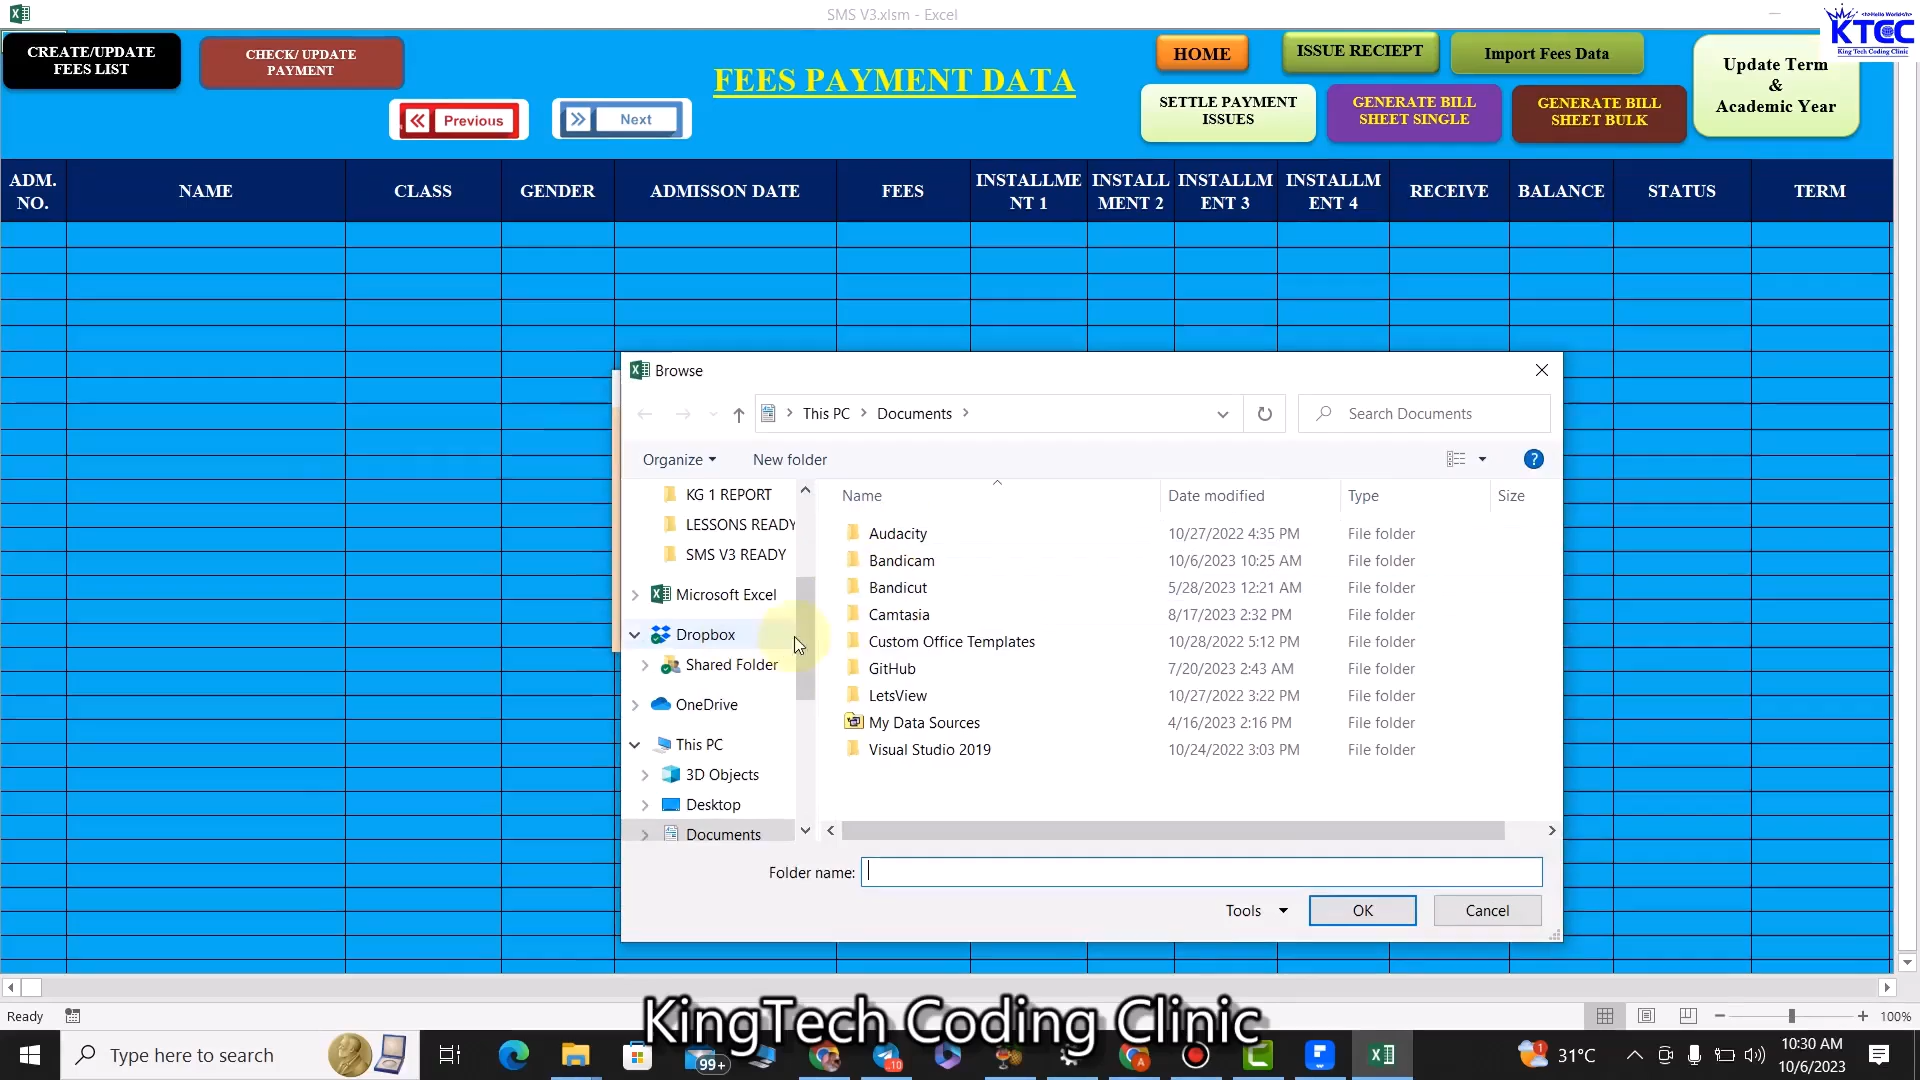 SMS V3.xlsm - Excel
CREATE/UPDATE
FEES LIST
CHECK/ UPDATE
PAYMENT
Previous
Next
FEES PAYMENT DATA
HOME
ISSUE RECIEPT
Import Fees Data
SETTLE PAYMENT
ISSUES
GENERATE BILL
SHEET SINGLE
GENERATE BILL
SHEET BULK
Update Term
&
Academic Year
KTCC
King Tech Coding Clinic
ADM.
NO.
NAME
CLASS
GENDER
ADMISSON DATE
FEES
INSTALLME
NT 1
INSTALL
MENT 2
INSTALLM
ENT 3
INSTALLM
ENT 4
RECEIVE
BALANCE
STATUS
TERM
Browse
This PC
Documents
Search Documents
Organize
New folder
?
KG 1 REPORT
LESSONS READY
SMS V3 READY
Microsoft Excel
Dropbox
Shared Folder
OneDrive
This PC
3D Objects
Desktop
Documents
Name Date modified Type Size
Audacity 10/27/2022 4:35 PM File folder
Bandicam 10/6/2023 10:25 AM File folder
Bandicut 5/28/2023 12:21 AM File folder
Camtasia 8/17/2023 2:32 PM File folder
Custom Office Templates 10/28/2022 5:12 PM File folder
GitHub 7/20/2023 2:43 AM File folder
LetsView 10/27/2022 3:22 PM File folder
My Data Sources 4/16/2023 2:16 PM File folder
Visual Studio 2019 10/24/2022 3:03 PM File folder
Folder name:
Tools
OK
Cancel
Ready
100%
KingTech Coding Clinic
Type here to search
99+
10
31°C
10:30 AM
10/6/2023